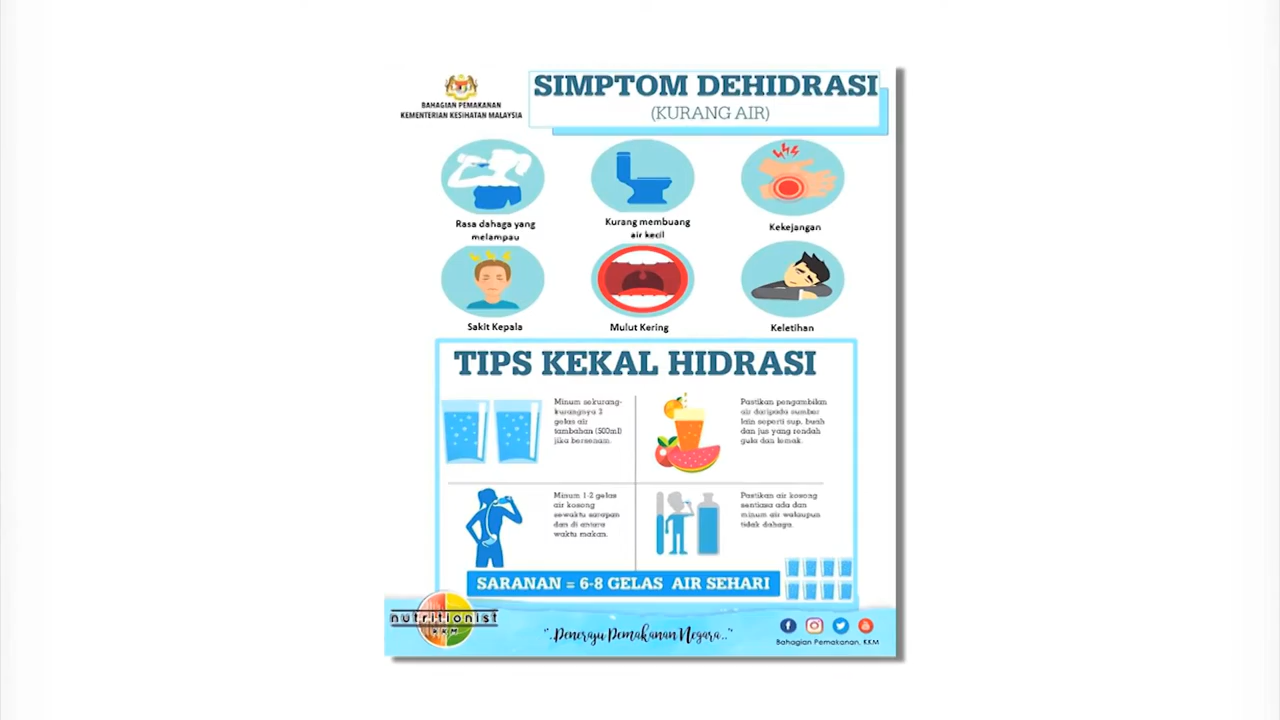 BAHAGIAN PEMAKANAN
KEMENTERIAN KESIHATAN MALAYSIA
SIMPTOM DEHIDRASI
(KURANG AIR)
Rasa dahaga yang
melampau
Kurang membuang
air kecil
Kekejangan
Sakit Kepala
Mulut Kering
Keletihan
TIPS KEKAL HIDRASI
Minum sekurang-
kurangnya 2
gelas air
tambahan (500ml)
jika bersenam.
Pastikan pengambilan
air daripada sumber
lain seperti sup, buah
dan jus yang rendah
gula dan lemak.
Minum 1-2 gelas
air kosong
sewaktu sarapan
dan di antara
waktu makan.
Pastikan air kosong
sentiasa ada dan
minum air walaupun
tidak dahaga.
SARANAN = 6-8 GELAS AIR SEHARI
nutritionist
KKM
"..Peneraju Pemakanan Negara.."
Bahagian Pemakanan, KKM